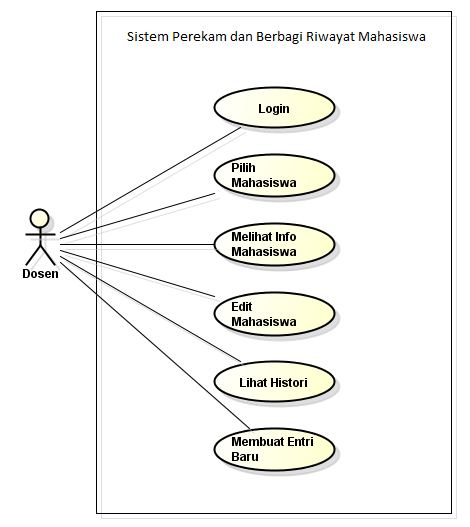 Sistem Perekam dan Berbagi Riwayat Mahasiswa
Login
Pilih
Mahasiswa
Melihat Info
Mahasiswa
Dosen
Edit
Mahasiswa
Lihat Histori
Membuat Entri
Baru